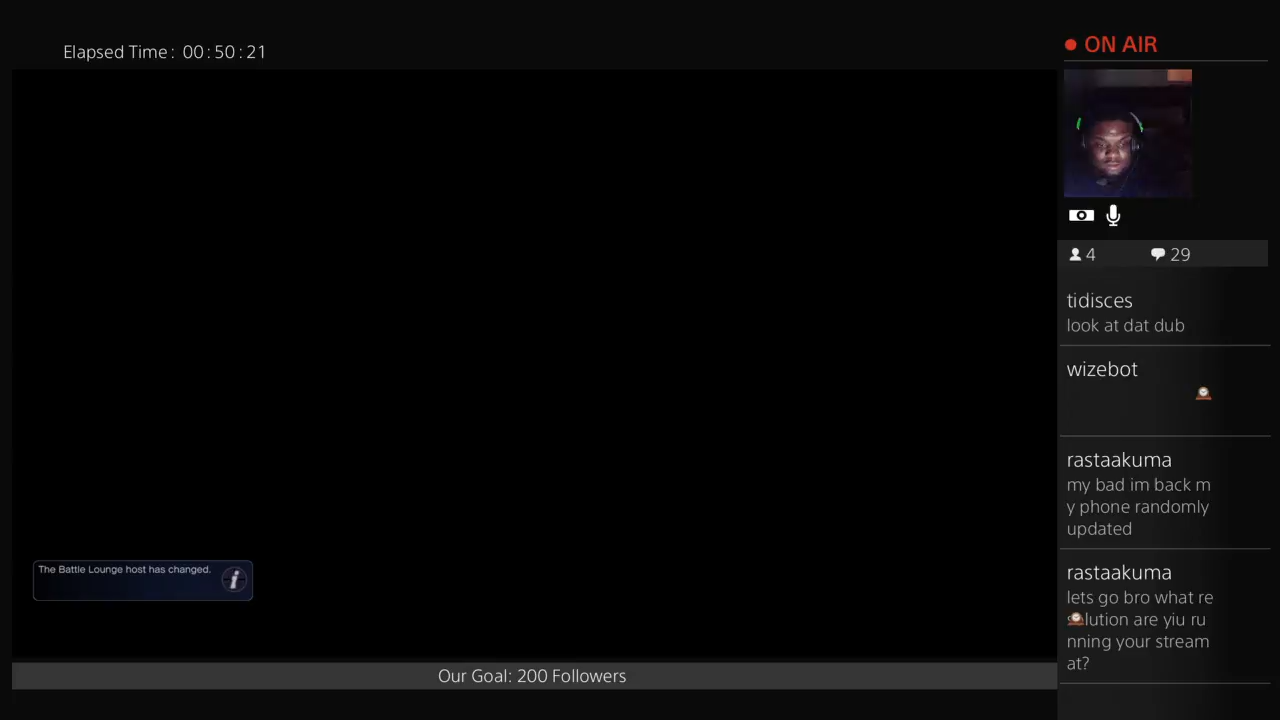 Elapsed Time: 00:50:21
ON AIR
4
29
tidisces
look at dat dub
wizebot
rastaakuma
my bad im back m
y phone randomly
updated
rastaakuma
lets go bro what re
lution are yiu ru
nning your stream
at?
The Battle Lounge host has changed.
Our Goal: 200 Followers